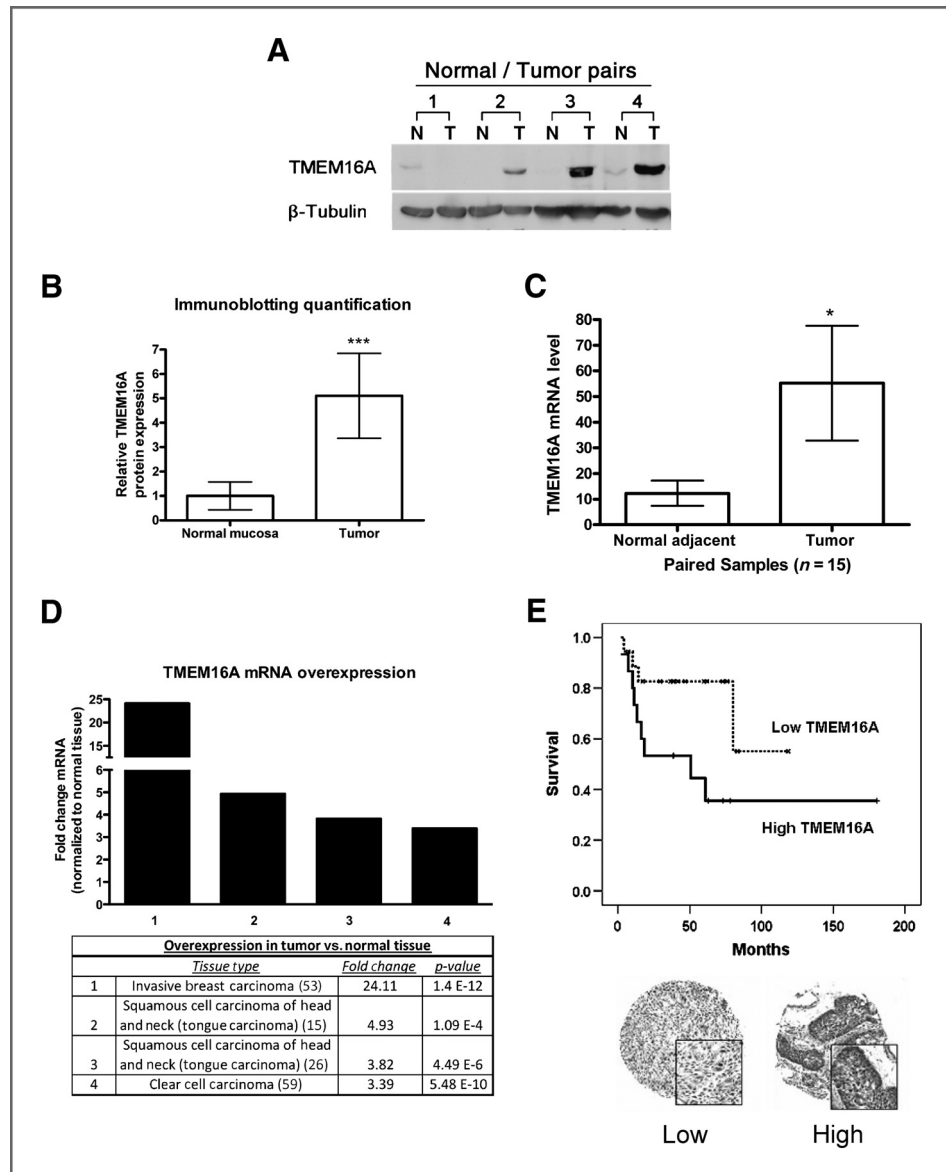 A
Normal / Tumor pairs
1 2 3 4
N T N T N T N T
TMEM16A
β-Tubulin
B
Immunoblotting quantification
Relative TMEM16A
protein expression
7
6
5
4
3
2
1
0
***
Normal mucosa Tumor
C
TMEM16A mRNA level
80
70
60
50
40
30
20
10
0
*
Normal adjacent Tumor
Paired Samples (n = 15)
D
TMEM16A mRNA overexpression
Fold change mRNA
(normalized to normal tissue)
25
20
15
6
5
4
3
2
1
0
1 2 3 4
Overexpression in tumor vs. normal tissue
Tissue type Fold change p-value
1 Invasive breast carcinoma (53) 24.11 1.4 E-12
Squamous cell carcinoma of head
2 and neck (tongue carcinoma) (15) 4.93 1.09 E-4
Squamous cell carcinoma of head
3 and neck (tongue carcinoma) (26) 3.82 4.49 E-6
4 Clear cell carcinoma (59) 3.39 5.48 E-10
E
Survival
1.0
0.8
0.6
0.4
0.2
0.0
Low TMEM16A
High TMEM16A
0 50 100 150 200
Months
Low High